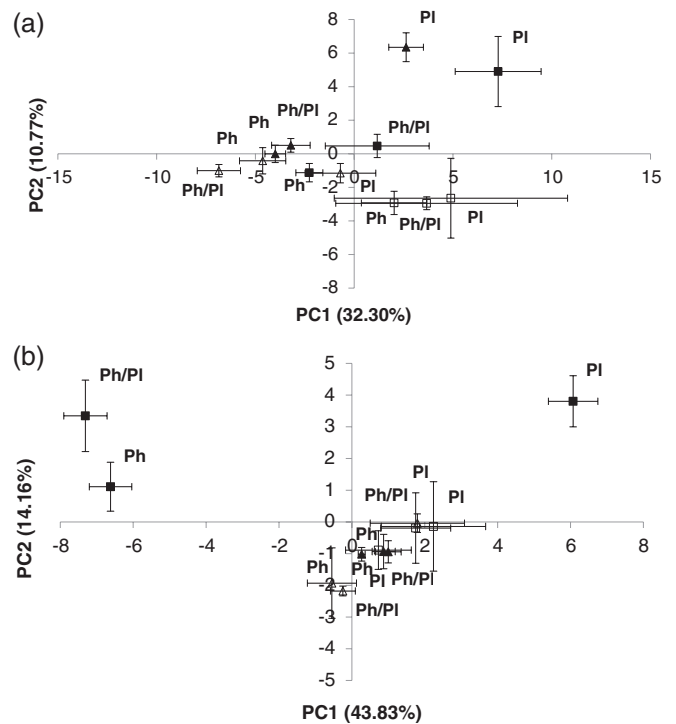 (a)
8
6
4
2
0
-2
-4
-6
-8
-15 -10 -5 0 5 10 15
PC2 (10.77%)
PC1 (32.30%)
Pl
Pl
Ph/Pl
Ph
Ph
Ph/Pl
Ph/Pl
Ph
Pl
Ph
Ph/Pl
Pl
(b)
5
4
3
2
1
0
-1
-2
-3
-4
-5
-8 -6 -4 -2 0 2 4 6 8
PC2 (14.16%)
PC1 (43.83%)
Ph/Pl
Ph
Pl
Pl
Ph/Pl
Pl
Ph
Ph
Ph
Pl
Ph/Pl
Ph/Pl